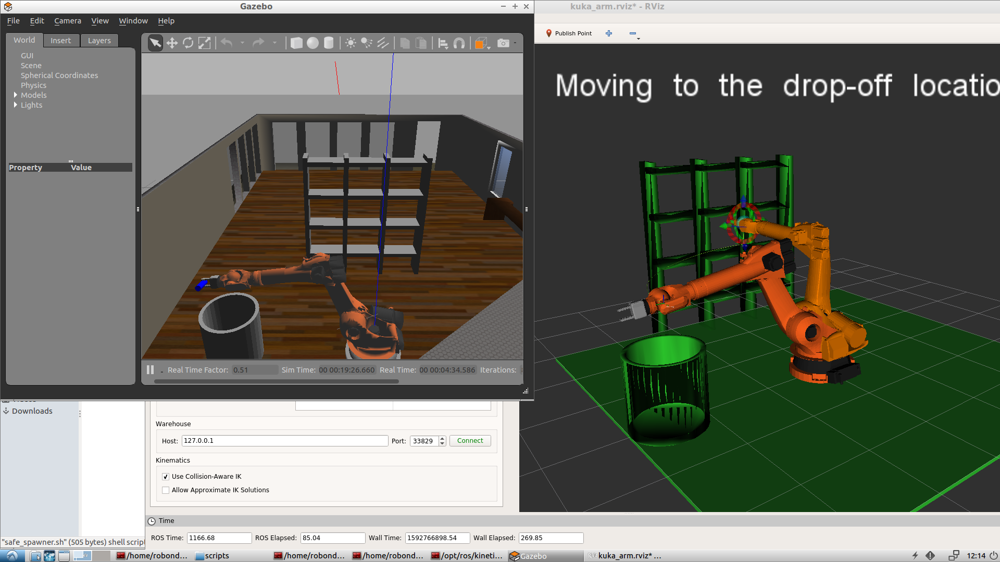 Gazebo
kuka_arm.rviz* - RViz
File Edit Camera View Window Help
Publish Point
World Insert Layers
GUI
Scene
Spherical Coordinates
Physics
Models
Lights
Moving to the drop-off locatio
Property Value
Real Time Factor: 0.51 Sim Time: 00 00:19:26.660 Real Time: 00 00:04:34.586 Iterations:
Downloads
Warehouse
Host: 127.0.0.1 Port: 33829 Connect
Kinematics
Use Collision-Aware IK
Allow Approximate IK Solutions
Time
ROS Time: 1166.68 ROS Elapsed: 85.04 Wall Time: 1592766898.54 Wall Elapsed: 269.85
"safe_spawner.sh" (505 bytes) shell scrip
/home/robond... scripts /home/robond... /home/robond... /opt/ros/kineti... Gazebo kuka_arm.rviz* ... 12:14